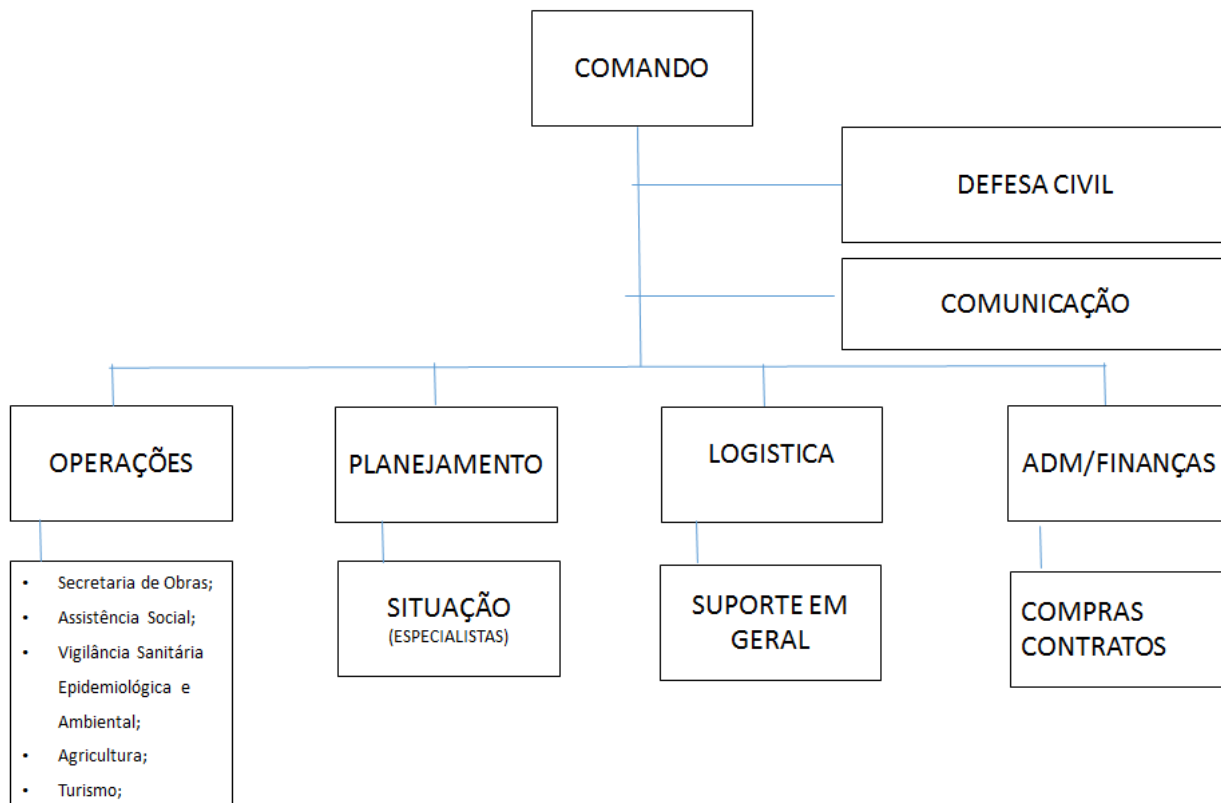 COMANDO
DEFESA CIVIL
COMUNICAÇÃO
OPERAÇÕES
PLANEJAMENTO
LOGISTICA
ADM/FINANÇAS
• Secretaria de Obras;
• Assistência Social;
• Vigilância Sanitária
Epidemiológica e
Ambiental;
• Agricultura;
• Turismo;
SITUAÇÃO
(ESPECIALISTAS)
SUPORTE EM
GERAL
COMPRAS
CONTRATOS